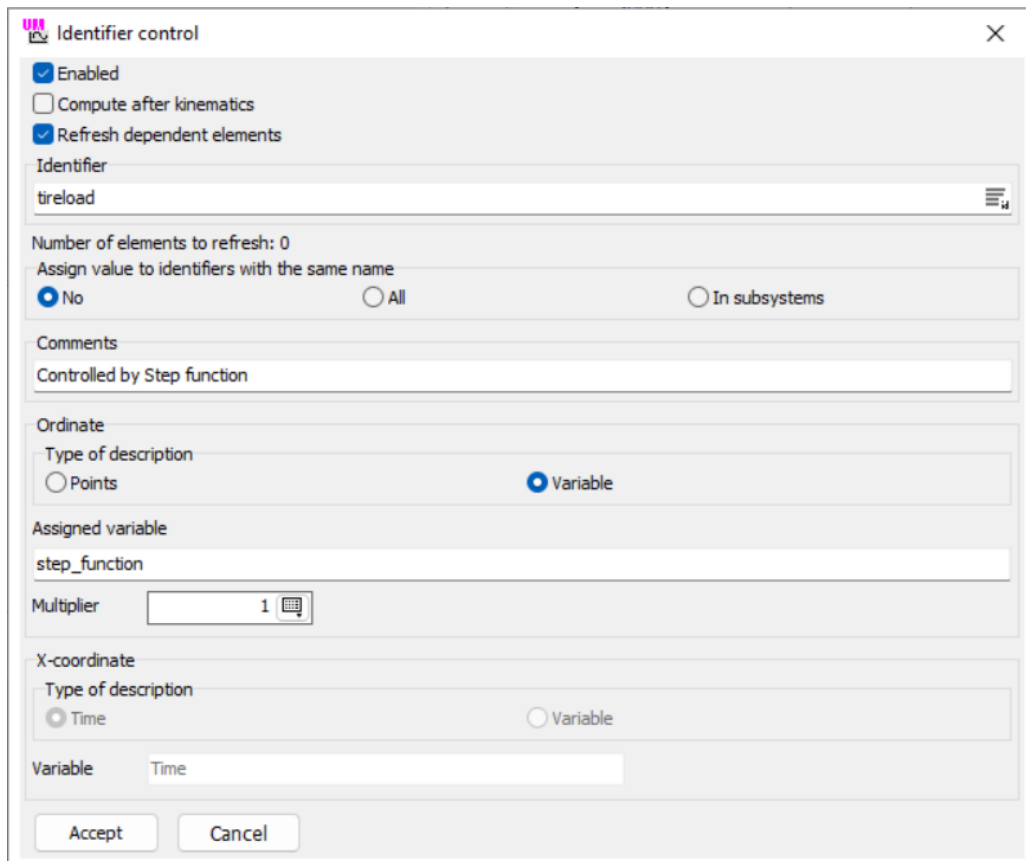 UM Identifier control
Enabled
Compute after kinematics
Refresh dependent elements
Identifier
tireload
Number of elements to refresh: 0
Assign value to identifiers with the same name
No All In subsystems
Comments
Controlled by Step function
Ordinate
Type of description
Points Variable
Assigned variable
step_function
Multiplier 1
X-coordinate
Type of description
Time Variable
Variable Time
Accept Cancel